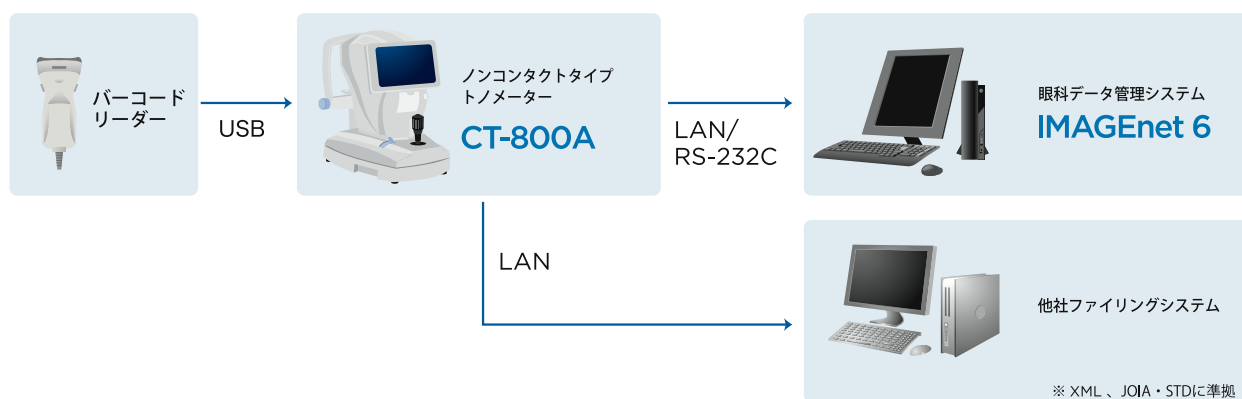 バーコード
リーダー
USB
ノンコンタクトタイプ
トノメーター
CT-800A
LAN/
RS-232C
眼科データ管理システム
IMAGEnet 6
LAN
他社ファイリングシステム
※ XML 、JOIA・STDに準拠